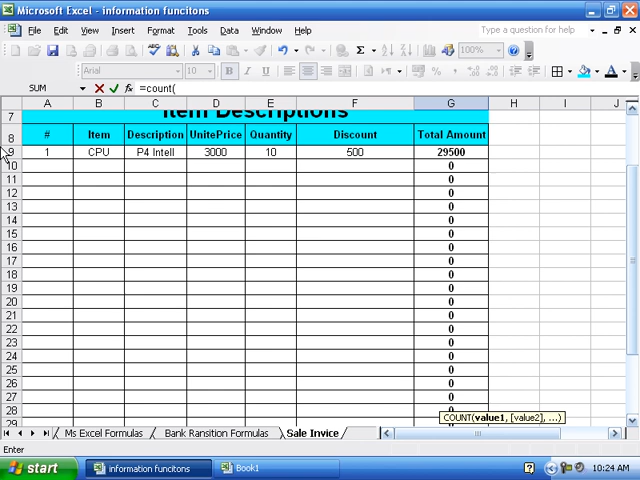 Microsoft Excel - information funcitons
File Edit View Insert Format Tools Data Window Help Type a question for help
Σ 100%
Arial 10 B
SUM =count(
A B C D E F G H I J
7 Item Descriptions
8 # Item Description UnitePrice Quantity Discount Total Amount
9 1 CPU P4 Intell 3000 10 500 29500
10 0
11 0
12 0
13 0
14 0
15 0
16 0
17 0
18 0
19 0
20 0
21 0
22 0
23 0
24 0
25 0
26 0
27 0
28 0
29
COUNT(value1, [value2], ...)
Ms Excel Formulas Bank Ransition Formulas Sale Invice
Enter
start information funcitons Book1 10:24 AM